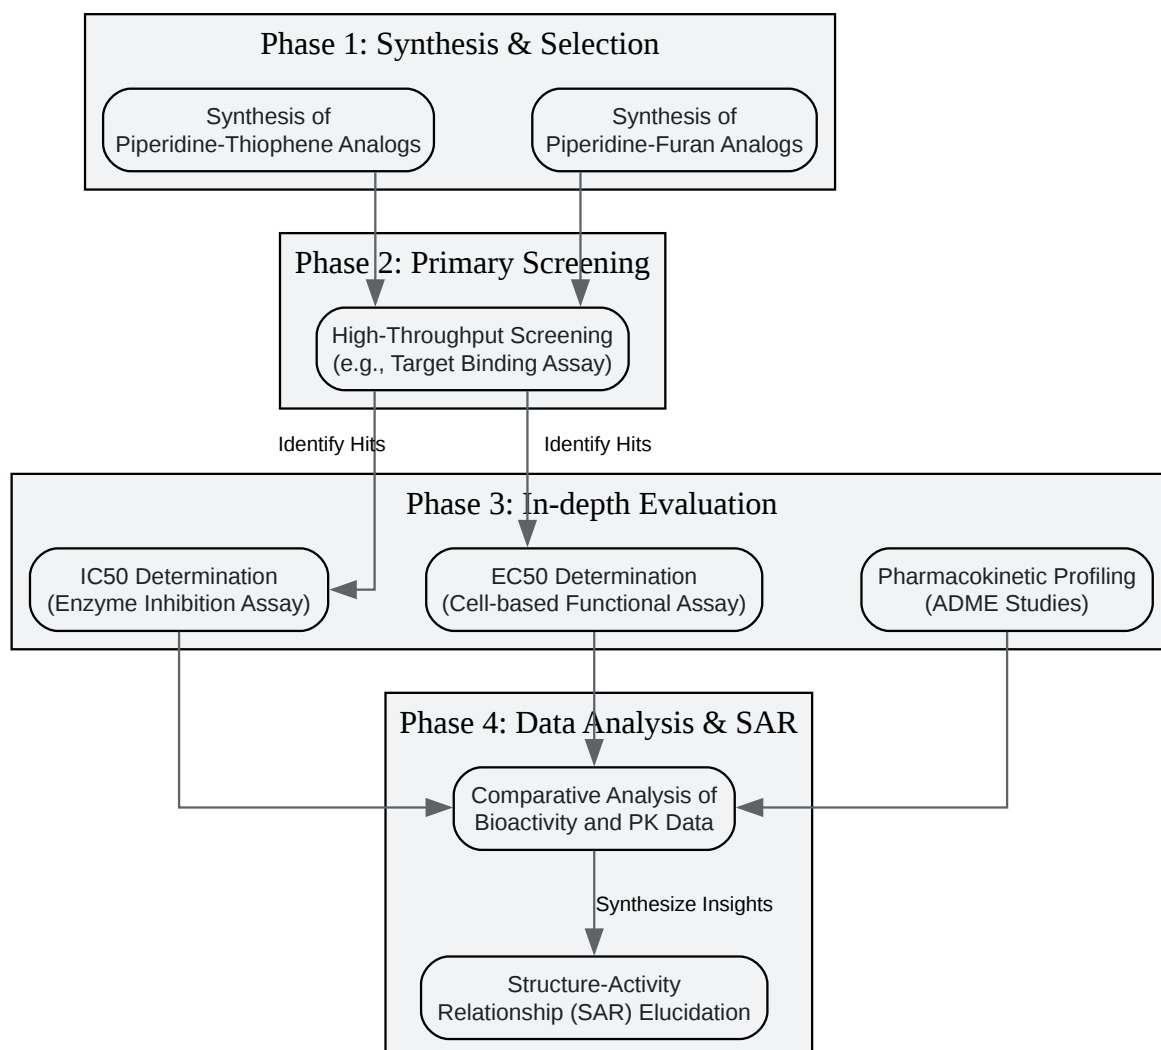 Phase 1: Synthesis & Selection
Synthesis of
Piperidine-Thiophene Analogs
Synthesis of
Piperidine-Furan Analogs
Phase 2: Primary Screening
High-Throughput Screening
(e.g., Target Binding Assay)
Identify Hits
Identify Hits
Phase 3: In-depth Evaluation
IC50 Determination
(Enzyme Inhibition Assay)
EC50 Determination
(Cell-based Functional Assay)
Pharmacokinetic Profiling
(ADME Studies)
Phase 4: Data Analysis & SAR
Comparative Analysis of
Bioactivity and PK Data
Synthesize Insights
Structure-Activity
Relationship (SAR) Elucidation